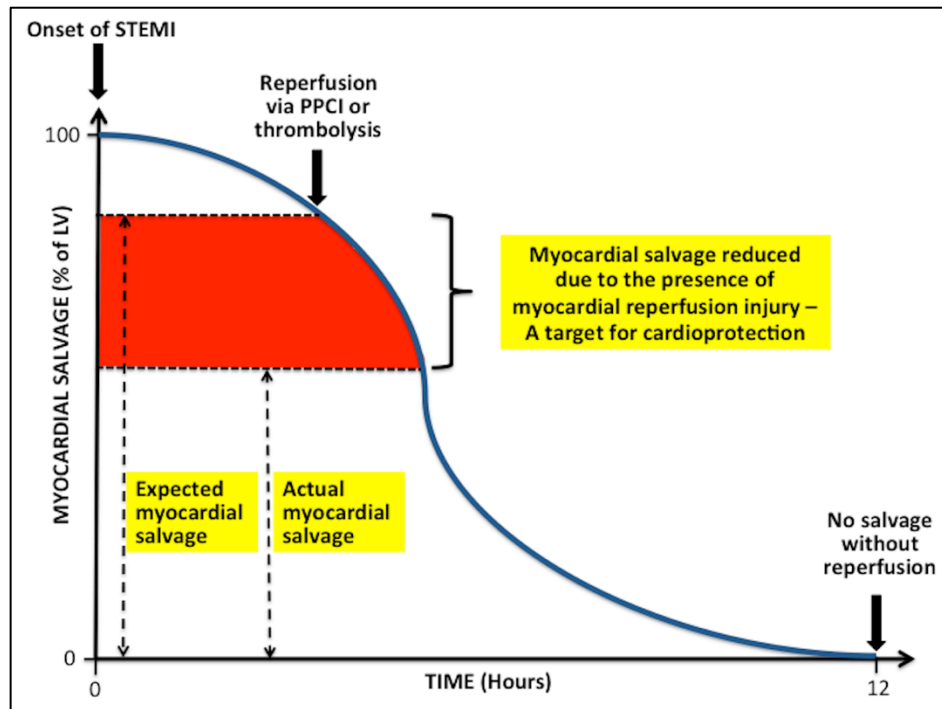 Onset of STEMI
Reperfusion
via PPCI or
thrombolysis
100
MYOCARDIAL SALVAGE (% of LV)
Myocardial salvage reduced
due to the presence of
myocardial reperfusion injury –
A target for cardioprotection
Expected
myocardial
salvage
Actual
myocardial
salvage
No salvage
without
reperfusion
0
0
TIME (Hours)
12